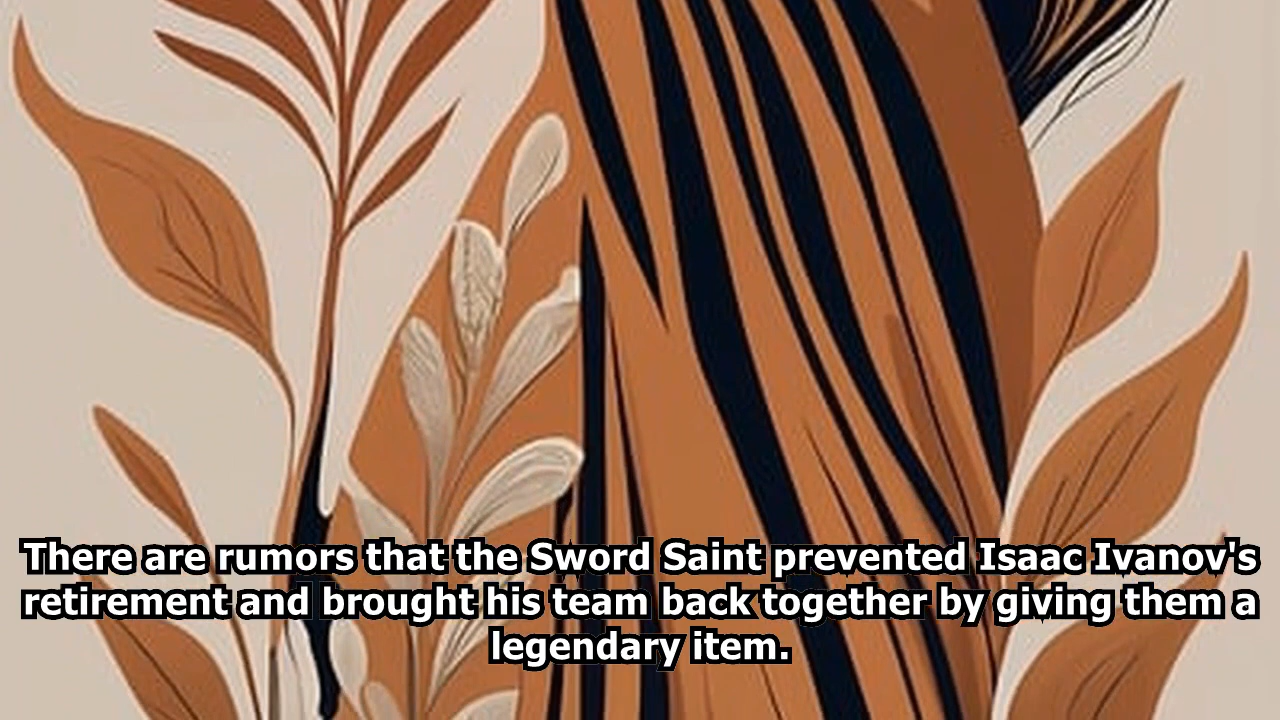 There are rumors that the Sword Saint prevented Isaac Ivanov's
retirement and brought his team back together by giving them a
legendary item.